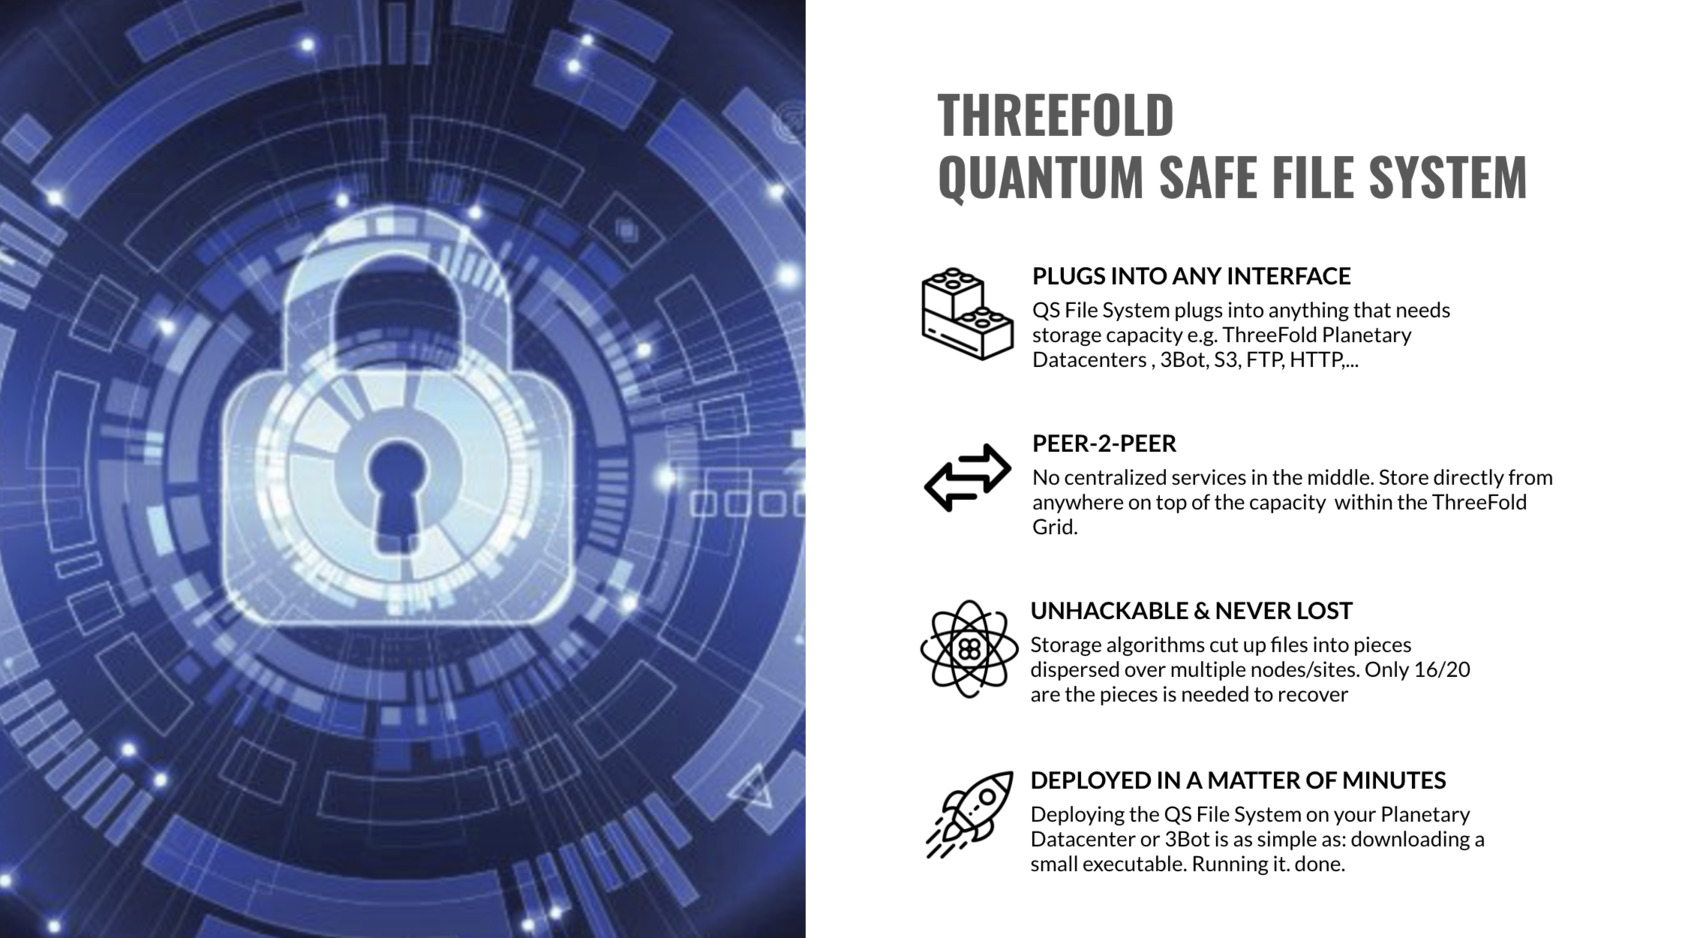 THREEFOLD
QUANTUM SAFE FILE SYSTEM
PLUGS INTO ANY INTERFACE
QS File System plugs into anything that needs
storage capacity e.g. ThreeFold Planetary
Datacenters , 3Bot, S3, FTP, HTTP,...
PEER-2-PEER
No centralized services in the middle. Store directly from
anywhere on top of the capacity  within the ThreeFold
Grid.
UNHACKABLE & NEVER LOST
Storage algorithms cut up files into pieces
dispersed over multiple nodes/sites. Only 16/20
are the pieces is needed to recover
DEPLOYED IN A MATTER OF MINUTES
Deploying the QS File System on your Planetary
Datacenter or 3Bot is as simple as: downloading a
small executable. Running it. done.